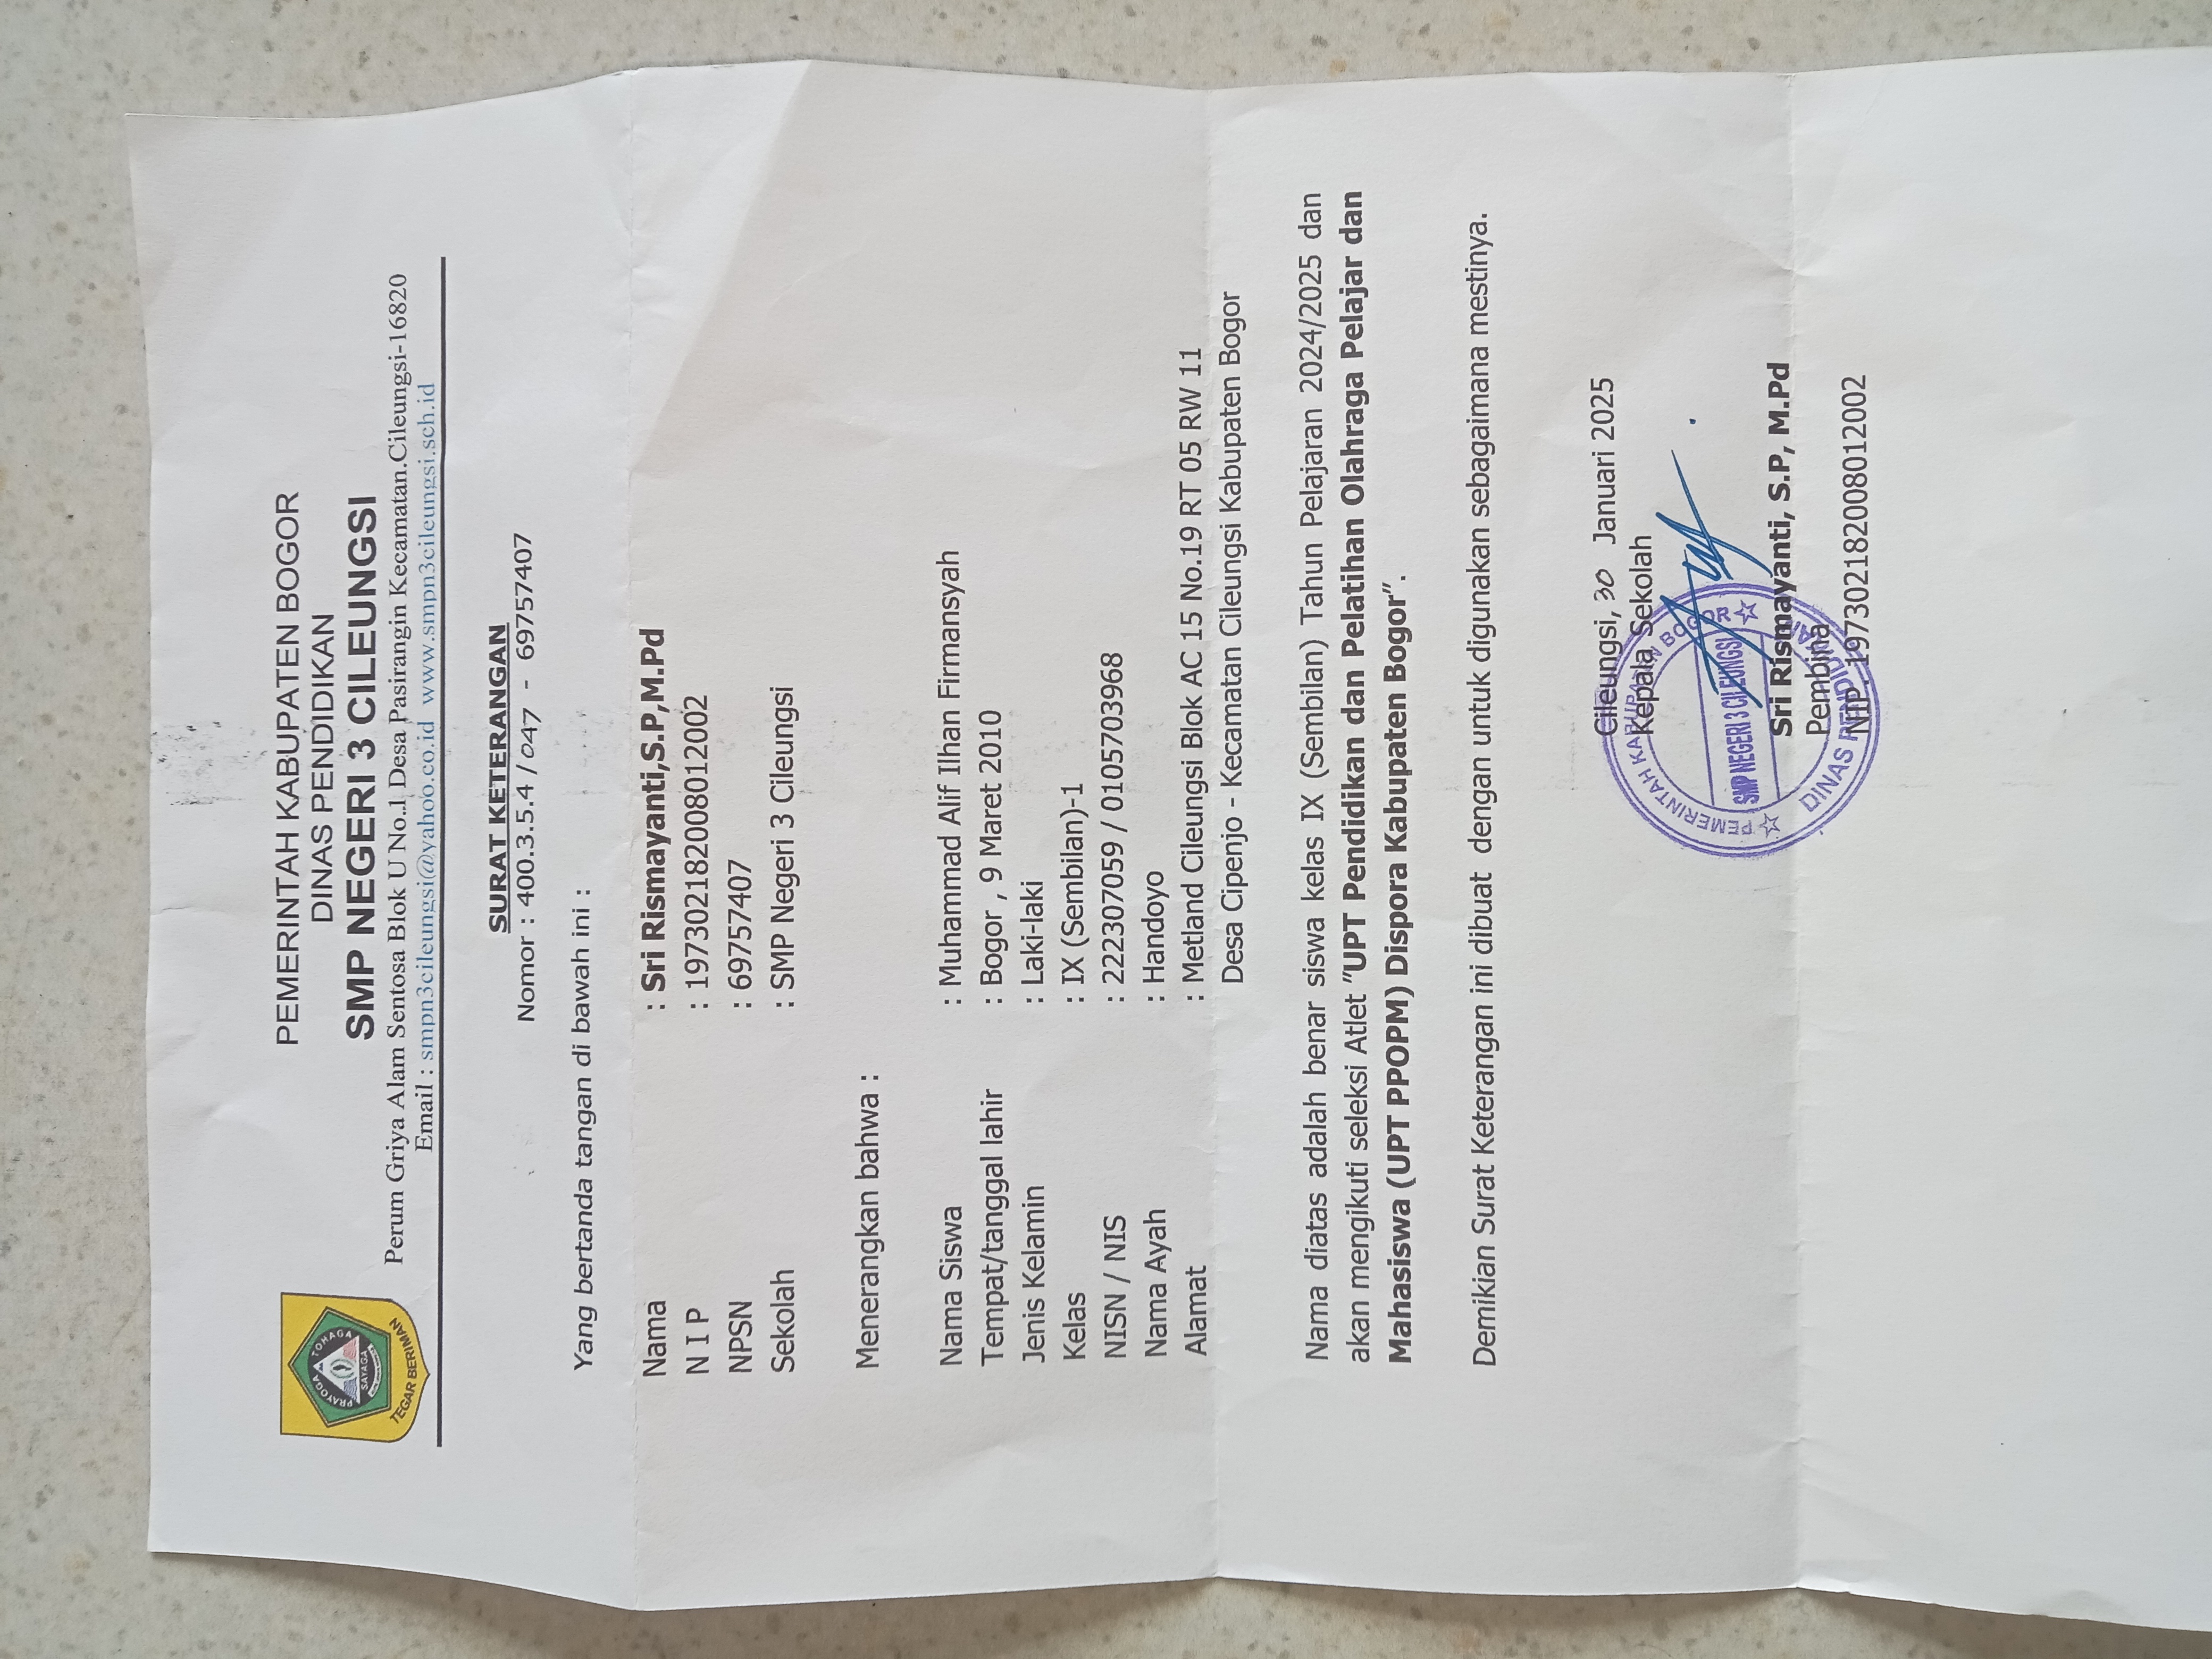 PEMERINTAH KABUPATEN BOGOR
DINAS PENDIDIKAN
SMP NEGERI 3 CILEUNGSI
Perum Griya Alam Sentosa Blok U No.1 Desa Pasirangin Kecamatan.Cileungsi-16820
Email : smpn3cileungsi@yahoo.co.id www.smpn3cileungsi.sch.id
PRAYOGA TOHAGA SAYAGA
TEGAR BERIMAN
SURAT KETERANGAN
Nomor : 400.3.5.4 / 047 - 69757407
Yang bertanda tangan di bawah ini :
Nama : Sri Rismayanti,S.P,M.Pd
N I P : 197302182008012002
NPSN : 69757407
Sekolah : SMP Negeri 3 Cileungsi
Menerangkan bahwa :
Nama Siswa : Muhammad Alif Ilhan Firmansyah
Tempat/tanggal lahir : Bogor , 9 Maret 2010
Jenis Kelamin : Laki-laki
Kelas : IX (Sembilan)-1
NISN / NIS : 222307059 / 0105703968
Nama Ayah : Handoyo
Alamat : Metland Cileungsi Blok AC 15 No.19 RT 05 RW 11
Desa Cipenjo - Kecamatan Cileungsi Kabupaten Bogor
Nama diatas adalah benar siswa kelas IX (Sembilan) Tahun Pelajaran 2024/2025 dan
akan mengikuti seleksi Atlet "UPT Pendidikan dan Pelatihan Olahraga Pelajar dan
Mahasiswa (UPT PPOPM) Dispora Kabupaten Bogor".
Demikian Surat Keterangan ini dibuat dengan untuk digunakan sebagaimana mestinya.
Cileungsi, 30 Januari 2025
Kepala Sekolah
PEMERINTAH KABUPATEN BOGOR
SMP NEGERI 3 CILEUNGSI
DINAS PENDIDIKAN
Sri Rismayanti, S.P, M.Pd
Pembina
NIP. 197302182008012002